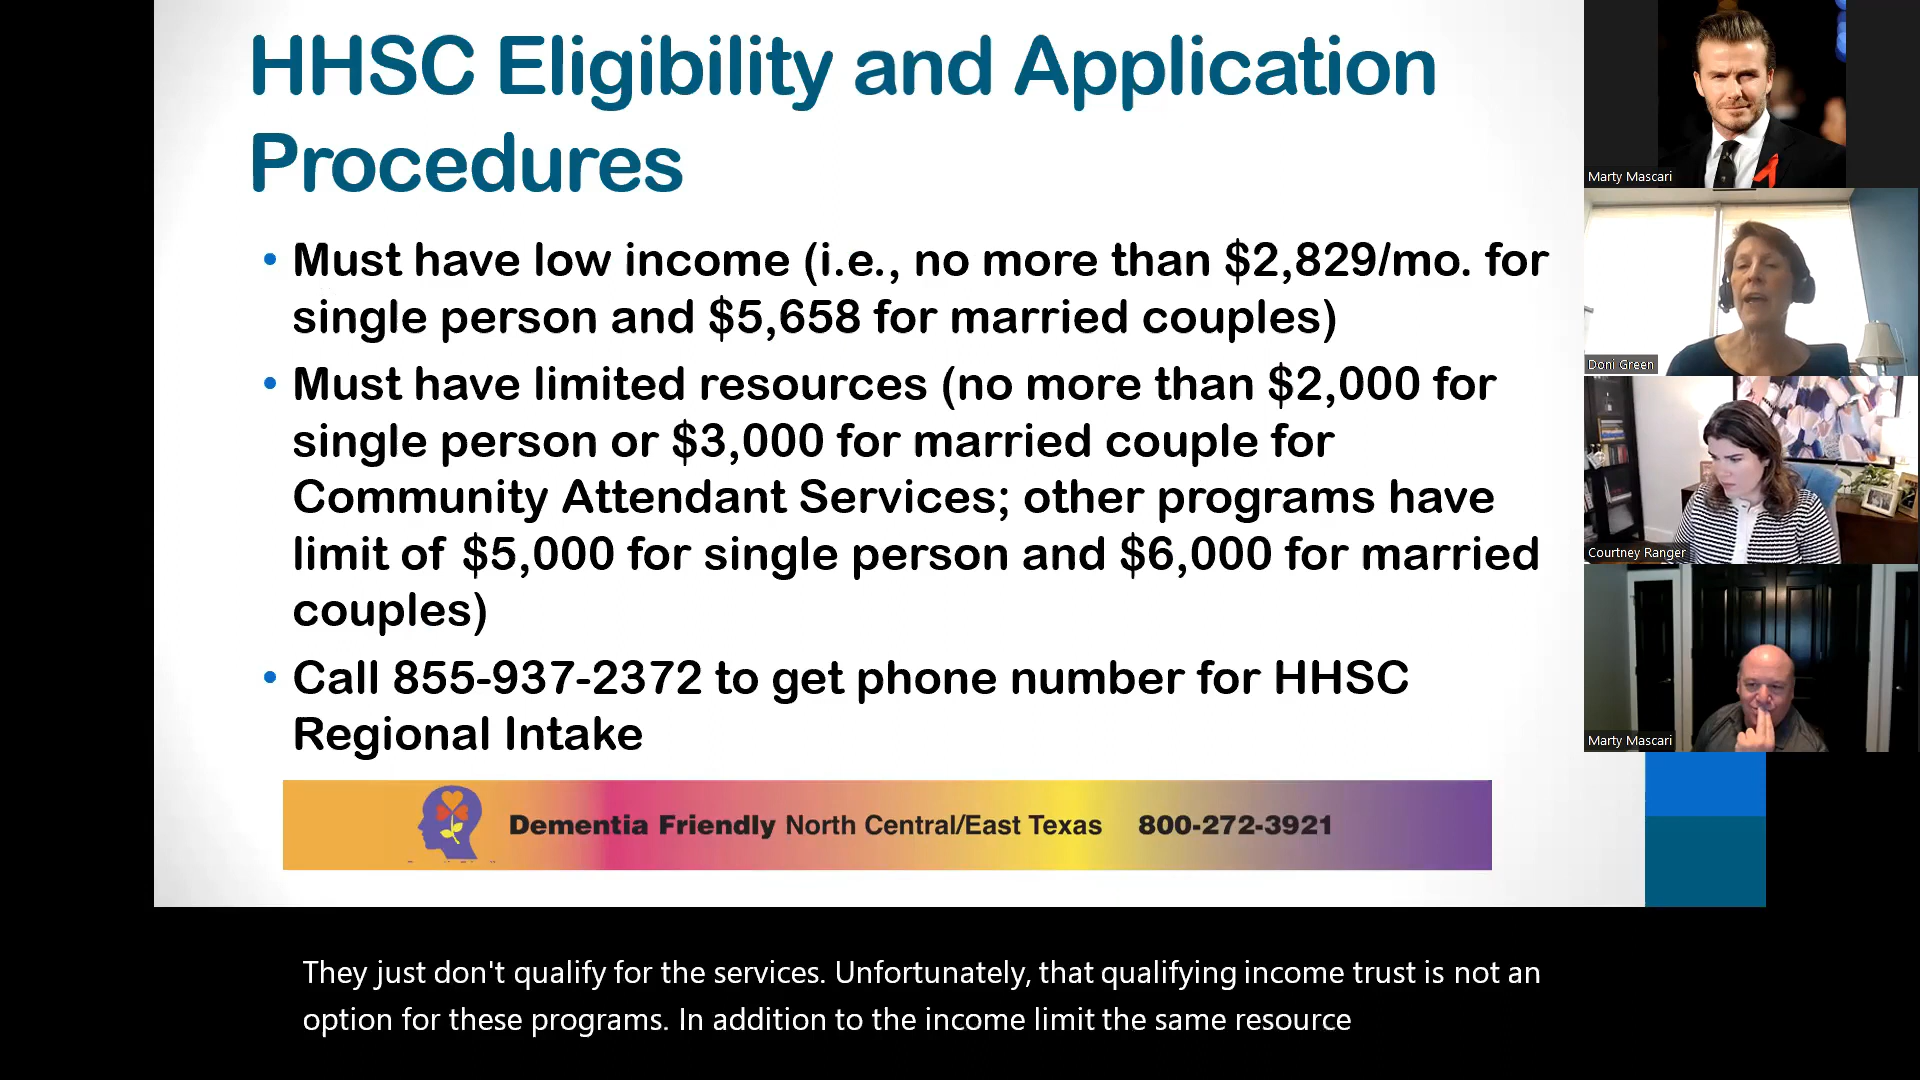 HHSC Eligibility and Application
Procedures
• Must have low income (i.e., no more than $2,829/mo. for
single person and $5,658 for married couples)
• Must have limited resources (no more than $2,000 for
single person or $3,000 for married couple for
Community Attendant Services; other programs have
limit of $5,000 for single person and $6,000 for married
couples)
• Call 855-937-2372 to get phone number for HHSC
Regional Intake
Dementia Friendly North Central/East Texas 800-272-3921
Marty Mascari
Doni Green
Courtney Ranger
Marty Mascari
They just don't qualify for the services. Unfortunately, that qualifying income trust is not an
option for these programs. In addition to the income limit the same resource